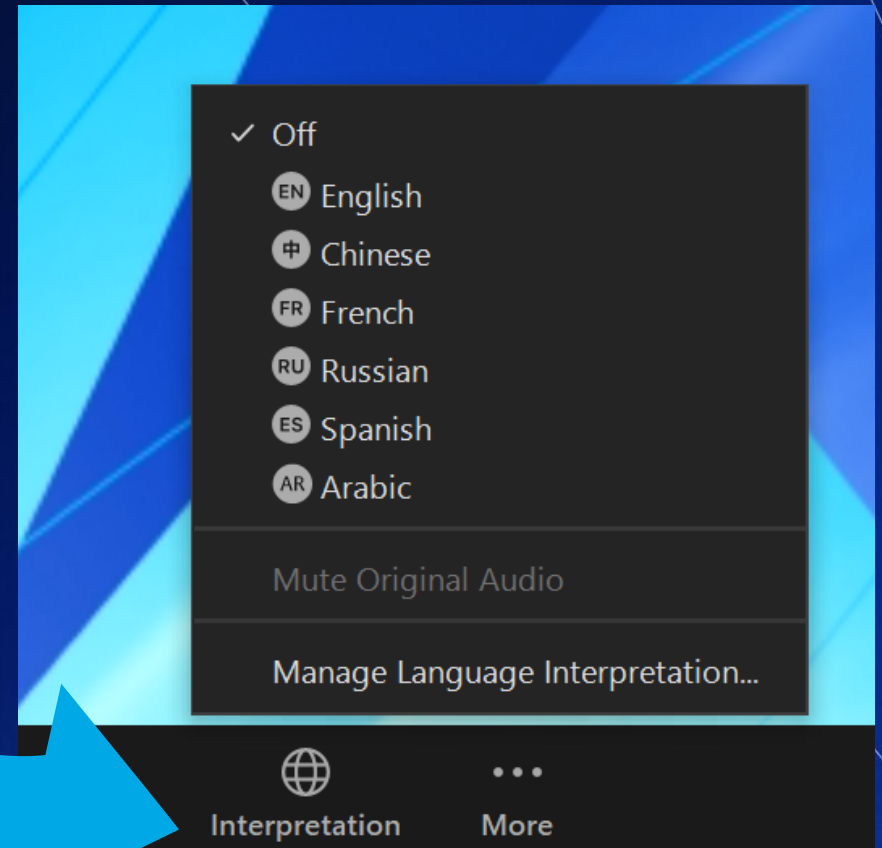 Off
EN English
中 Chinese
FR French
RU Russian
ES Spanish
AR Arabic
Mute Original Audio
Manage Language Interpretation...
Interpretation More